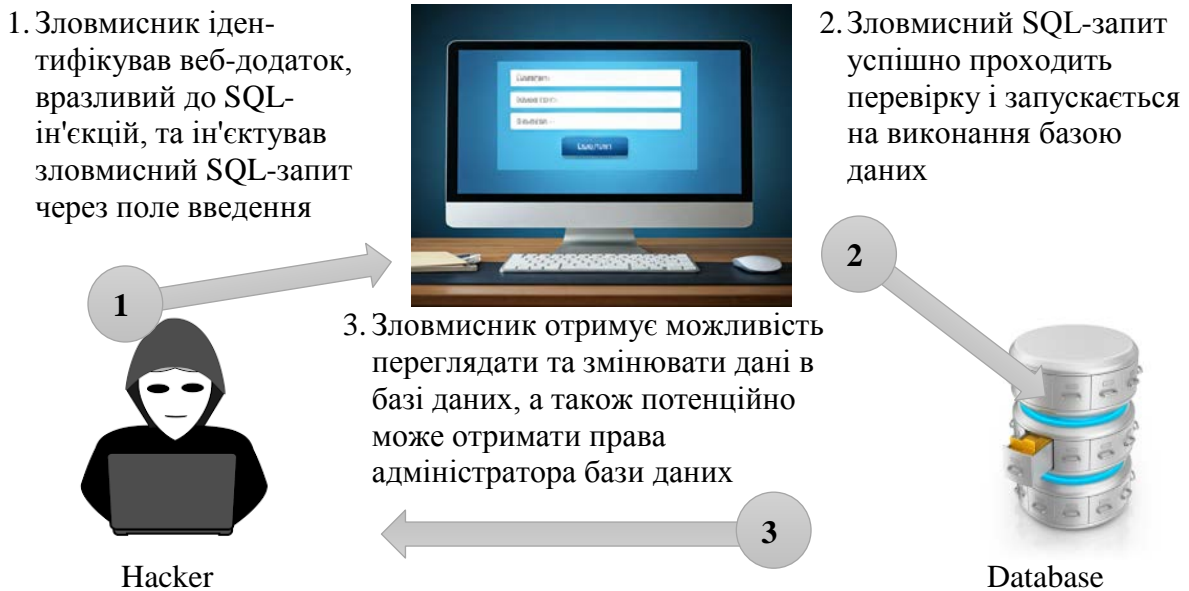 1. Зловмисник іден-
тифікував веб-додаток,
вразливий до SQL-
ін'єкцій, та ін'єктував
зловмисний SQL-запит
через поле введення
2. Зловмисний SQL-запит
успішно проходить
перевірку і запускається
на виконання базою
даних
1
2
3. Зловмисник отримує можливість
переглядати та змінювати дані в
базі даних, а також потенційно
може отримати права
адміністратора бази даних
3
Hacker
Database